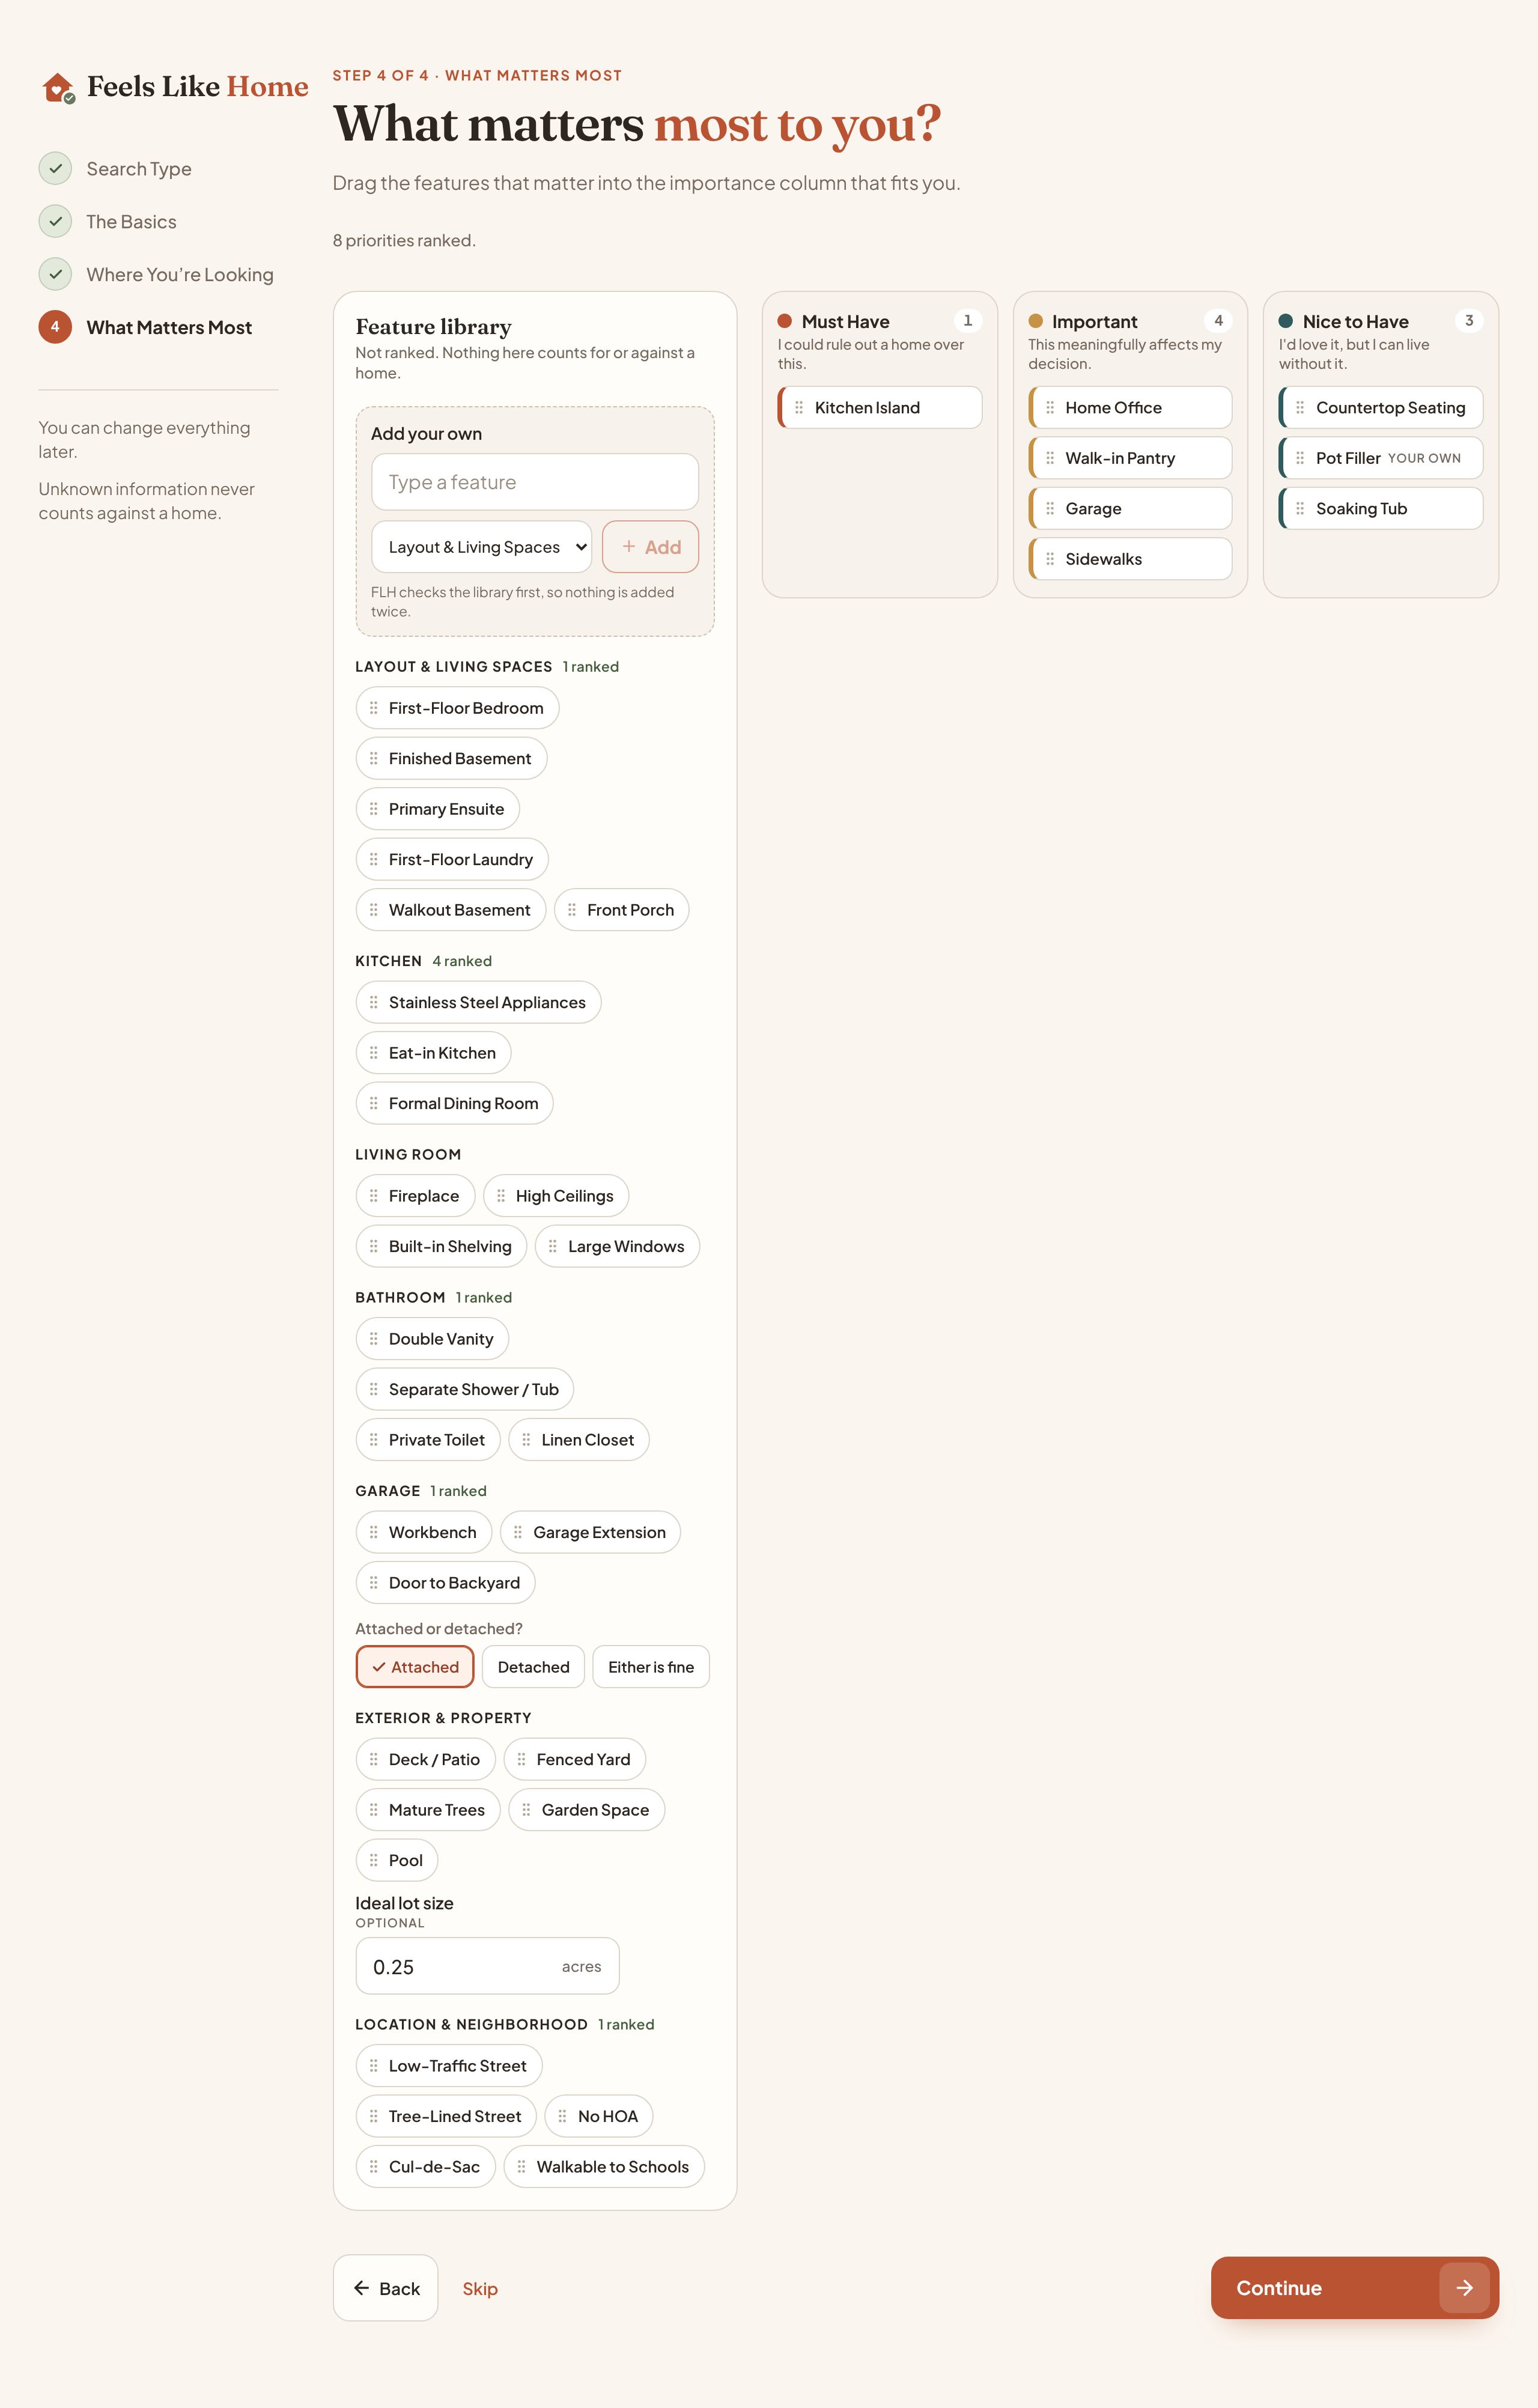 Feels Like Home
Search Type
The Basics
Where You’re Looking
4
What Matters Most
You can change everything
later.
Unknown information never
counts against a home.
STEP 4 OF 4 · WHAT MATTERS MOST
What matters most to you?
Drag the features that matter into the importance column that fits you.
8 priorities ranked.
Feature library
Not ranked. Nothing here counts for or against a
home.
Add your own
Type a feature
Layout & Living Spaces
+ Add
FLH checks the library first, so nothing is added
twice.
LAYOUT & LIVING SPACES 1 ranked
First-Floor Bedroom
Finished Basement
Primary Ensuite
First-Floor Laundry
Walkout Basement
Front Porch
KITCHEN 4 ranked
Stainless Steel Appliances
Eat-in Kitchen
Formal Dining Room
LIVING ROOM
Fireplace
High Ceilings
Built-in Shelving
Large Windows
BATHROOM 1 ranked
Double Vanity
Separate Shower / Tub
Private Toilet
Linen Closet
GARAGE 1 ranked
Workbench
Garage Extension
Door to Backyard
Attached or detached?
Attached
Detached
Either is fine
EXTERIOR & PROPERTY
Deck / Patio
Fenced Yard
Mature Trees
Garden Space
Pool
Ideal lot size
OPTIONAL
0.25 acres
LOCATION & NEIGHBORHOOD 1 ranked
Low-Traffic Street
Tree-Lined Street
No HOA
Cul-de-Sac
Walkable to Schools
Must Have 1
I could rule out a home over
this.
Kitchen Island
Important 4
This meaningfully affects my
decision.
Home Office
Walk-in Pantry
Garage
Sidewalks
Nice to Have 3
I'd love it, but I can live
without it.
Countertop Seating
Pot Filler YOUR OWN
Soaking Tub
Back
Skip
Continue